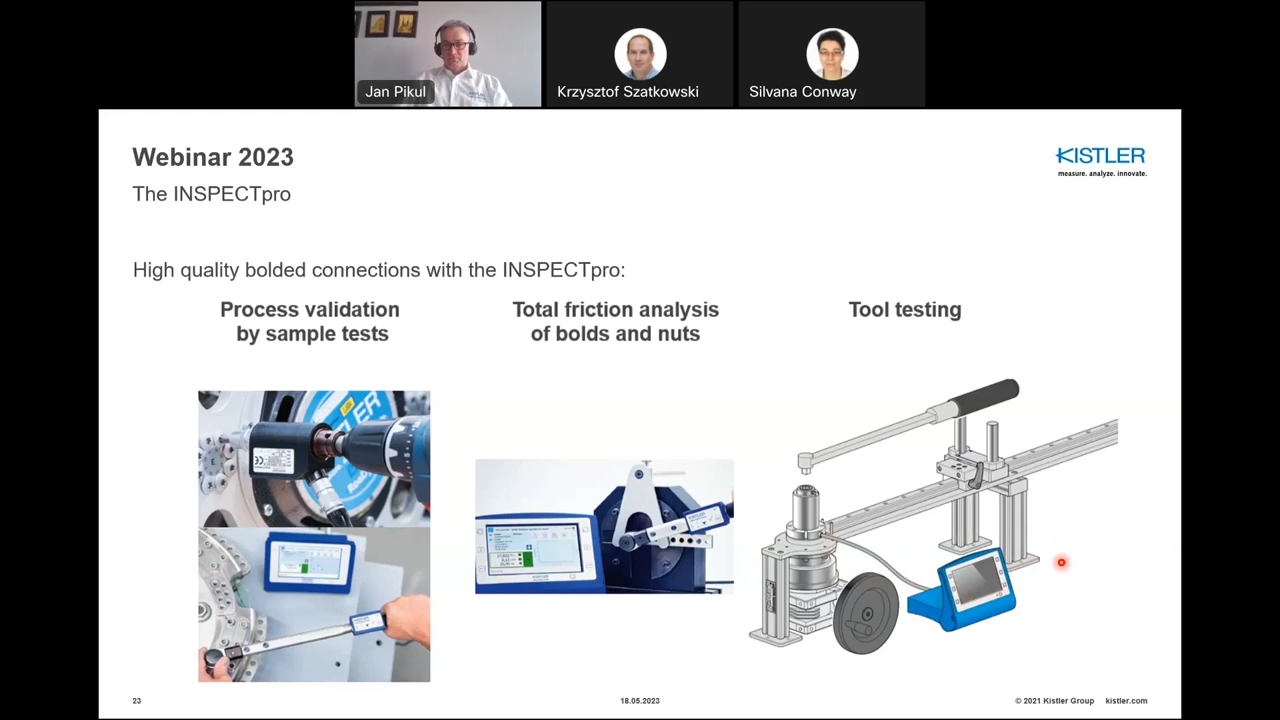 Jan Pikul
Krzysztof Szatkowski
Silvana Conway
Webinar 2023
The INSPECTpro
KISTLER
measure. analyze. innovate.
High quality bolded connections with the INSPECTpro:
Process validation
by sample tests
Total friction analysis
of bolds and nuts
Tool testing
23
18.05.2023
© 2021 Kistler Group
kistler.com